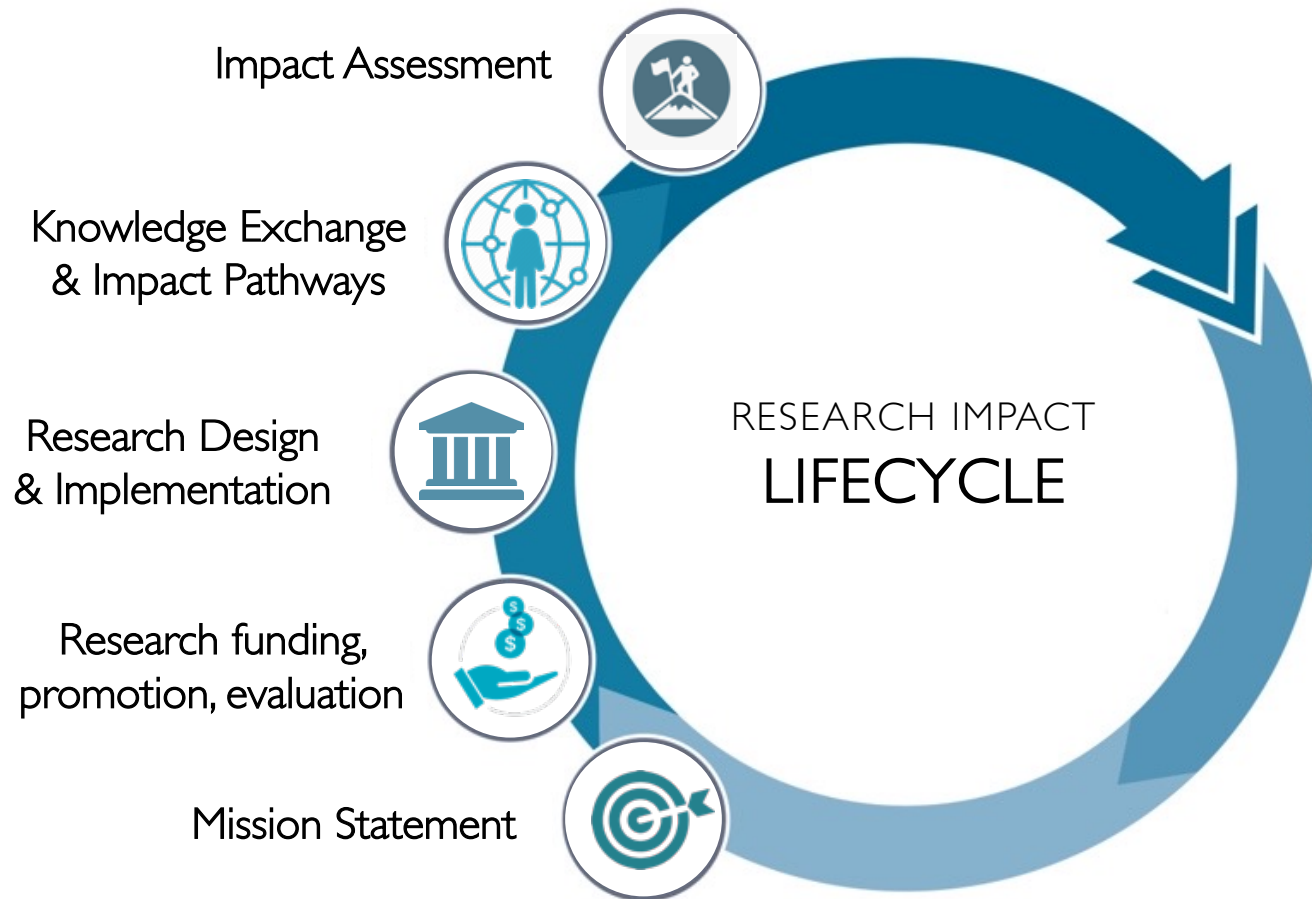 Impact Assessment
Knowledge Exchange
& Impact Pathways
Research Design
& Implementation
Research funding,
promotion, evaluation
Mission Statement
RESEARCH IMPACT
LIFECYCLE
$
$
$